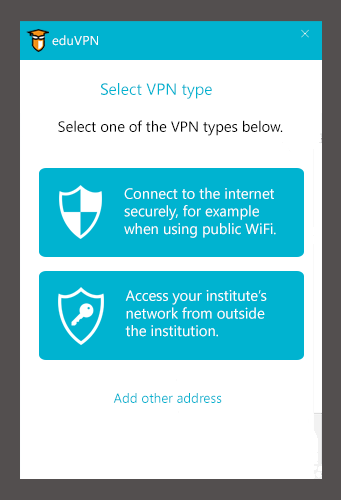 eduVPN
Select VPN type
Select one of the VPN types below.
Connect to the internet
securely, for example
when using public WiFi.
Access your institute's
network from outside
the institution.
Add other address